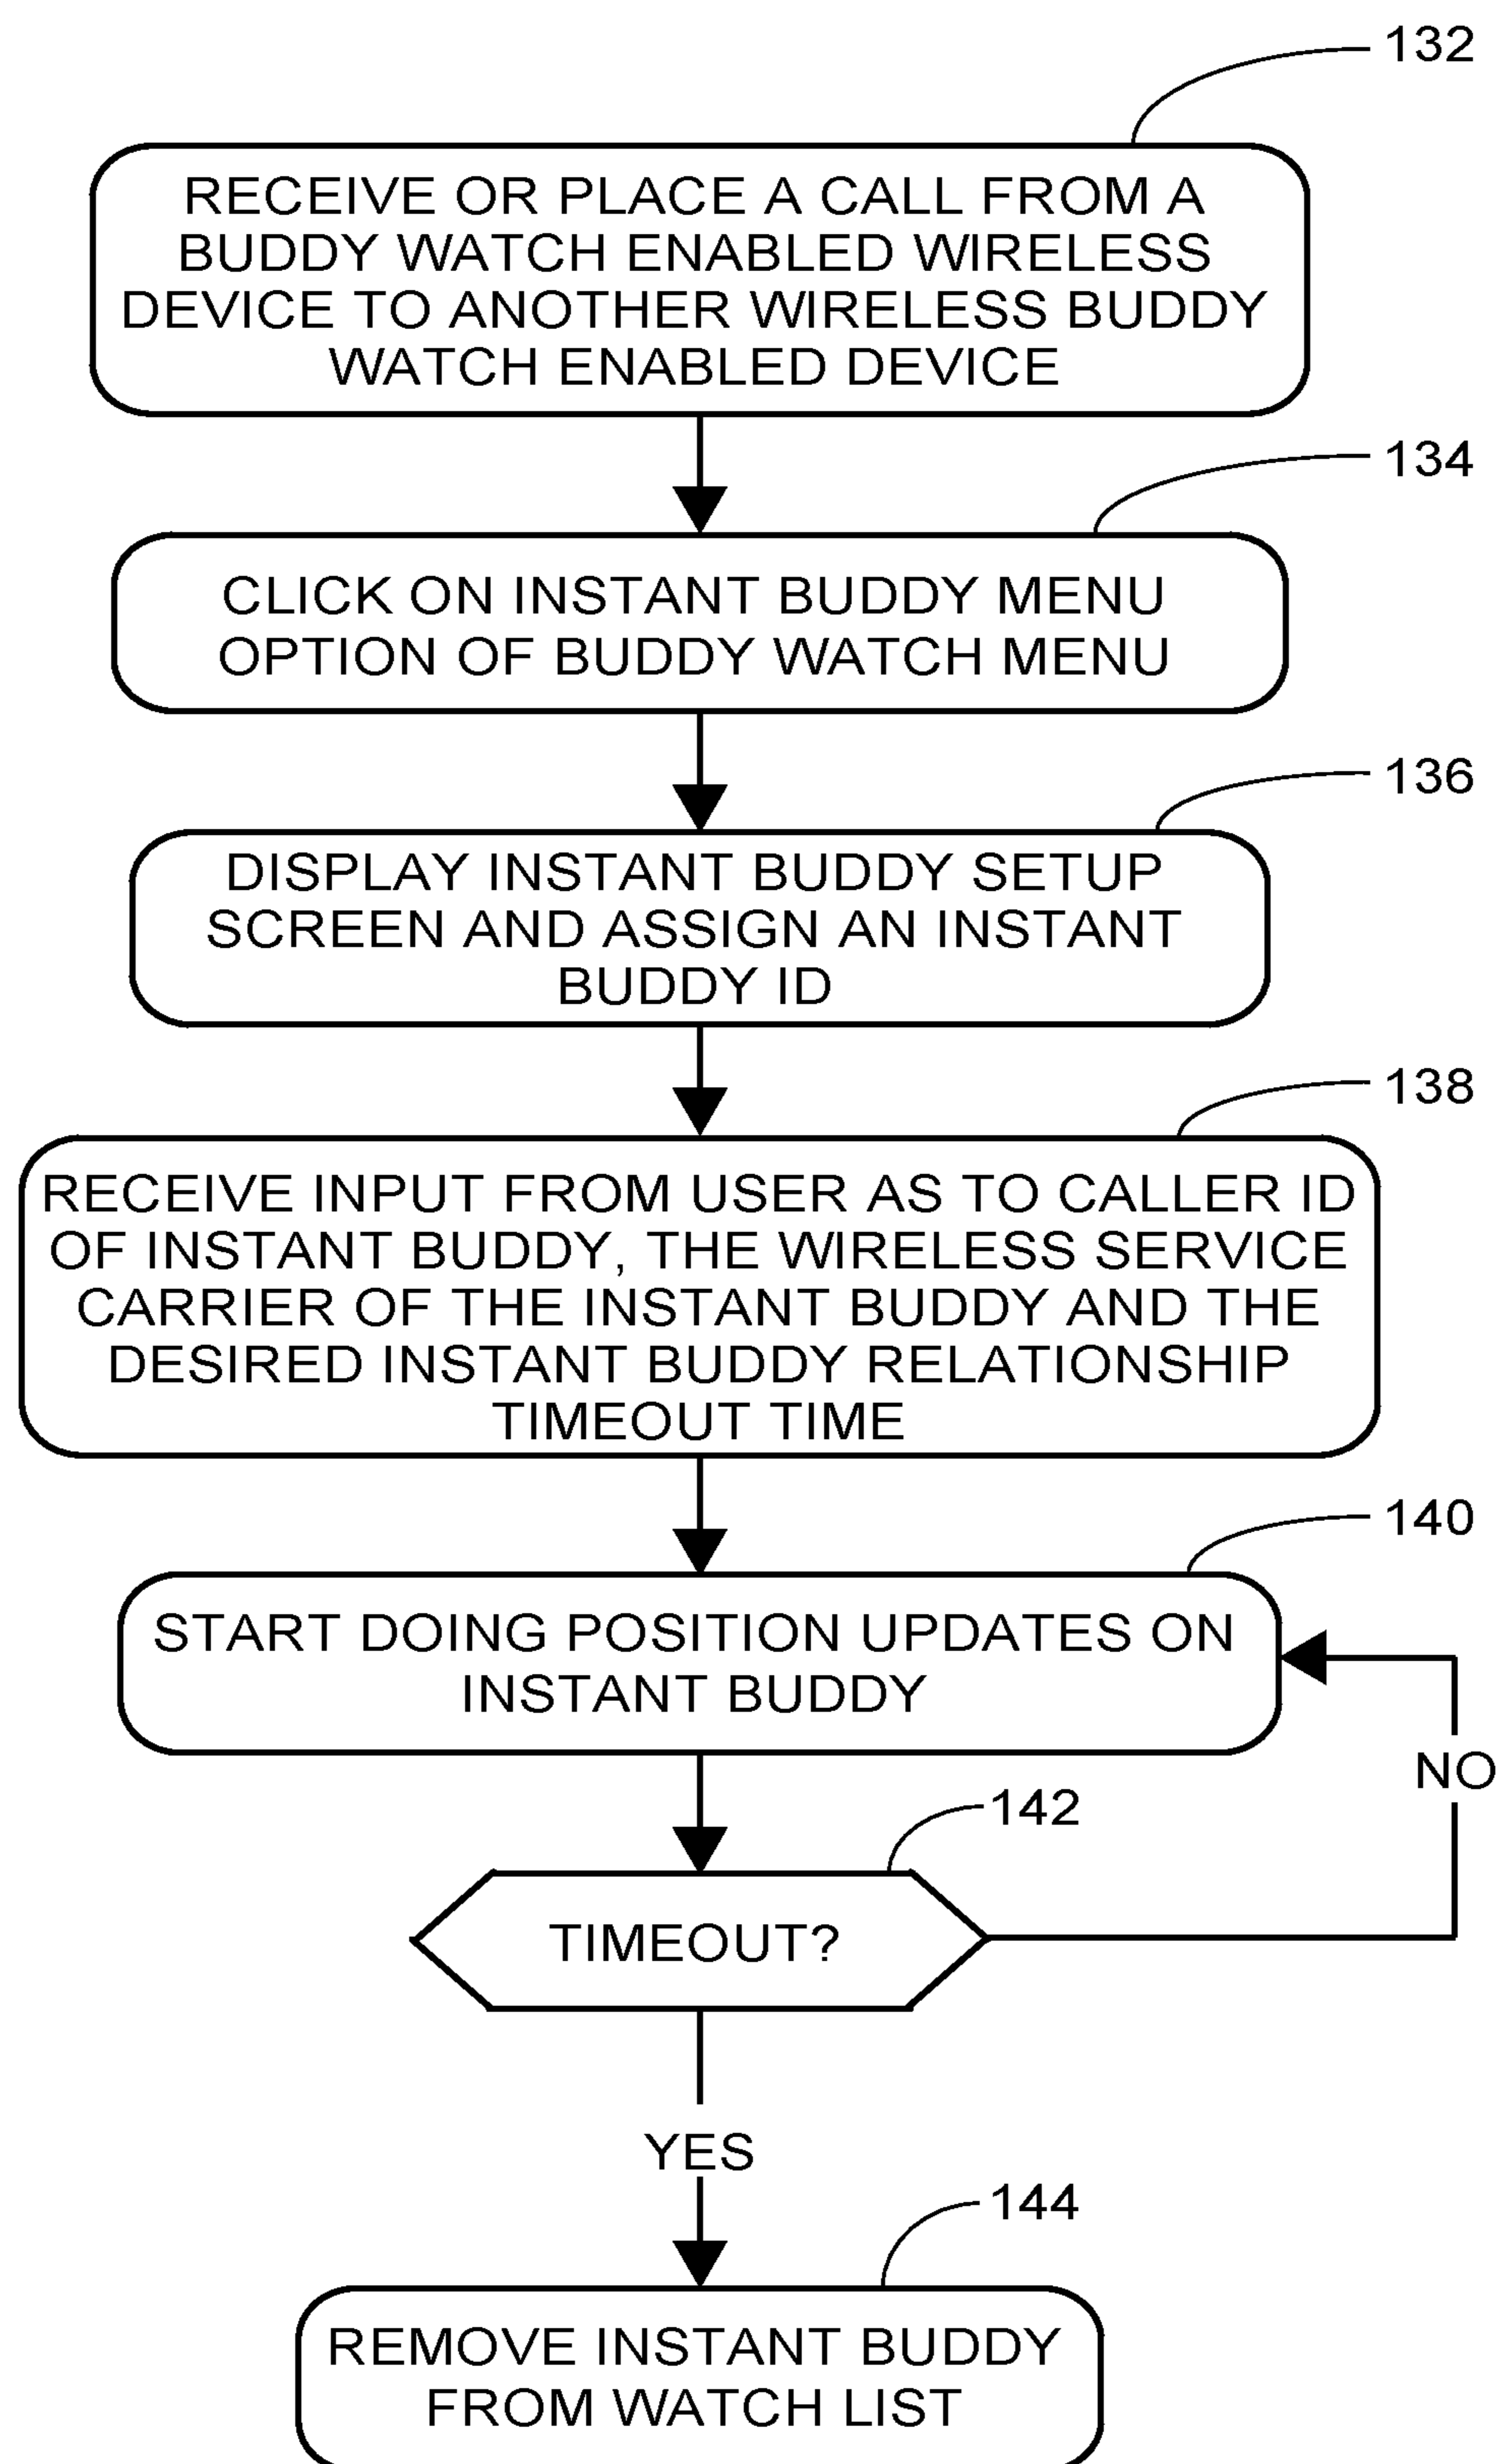 132
RECEIVE OR PLACE A CALL FROM A
BUDDY WATCH ENABLED WIRELESS
DEVICE TO ANOTHER WIRELESS BUDDY
WATCH ENABLED DEVICE
134
CLICK ON INSTANT BUDDY MENU
OPTION OF BUDDY WATCH MENU
136
DISPLAY INSTANT BUDDY SETUP
SCREEN AND ASSIGN AN INSTANT
BUDDY ID
138
RECEIVE INPUT FROM USER AS TO CALLER ID
OF INSTANT BUDDY, THE WIRELESS SERVICE
CARRIER OF THE INSTANT BUDDY AND THE
DESIRED INSTANT BUDDY RELATIONSHIP
TIMEOUT TIME
140
START DOING POSITION UPDATES ON
INSTANT BUDDY
NO
142
TIMEOUT?
YES
144
REMOVE INSTANT BUDDY
FROM WATCH LIST